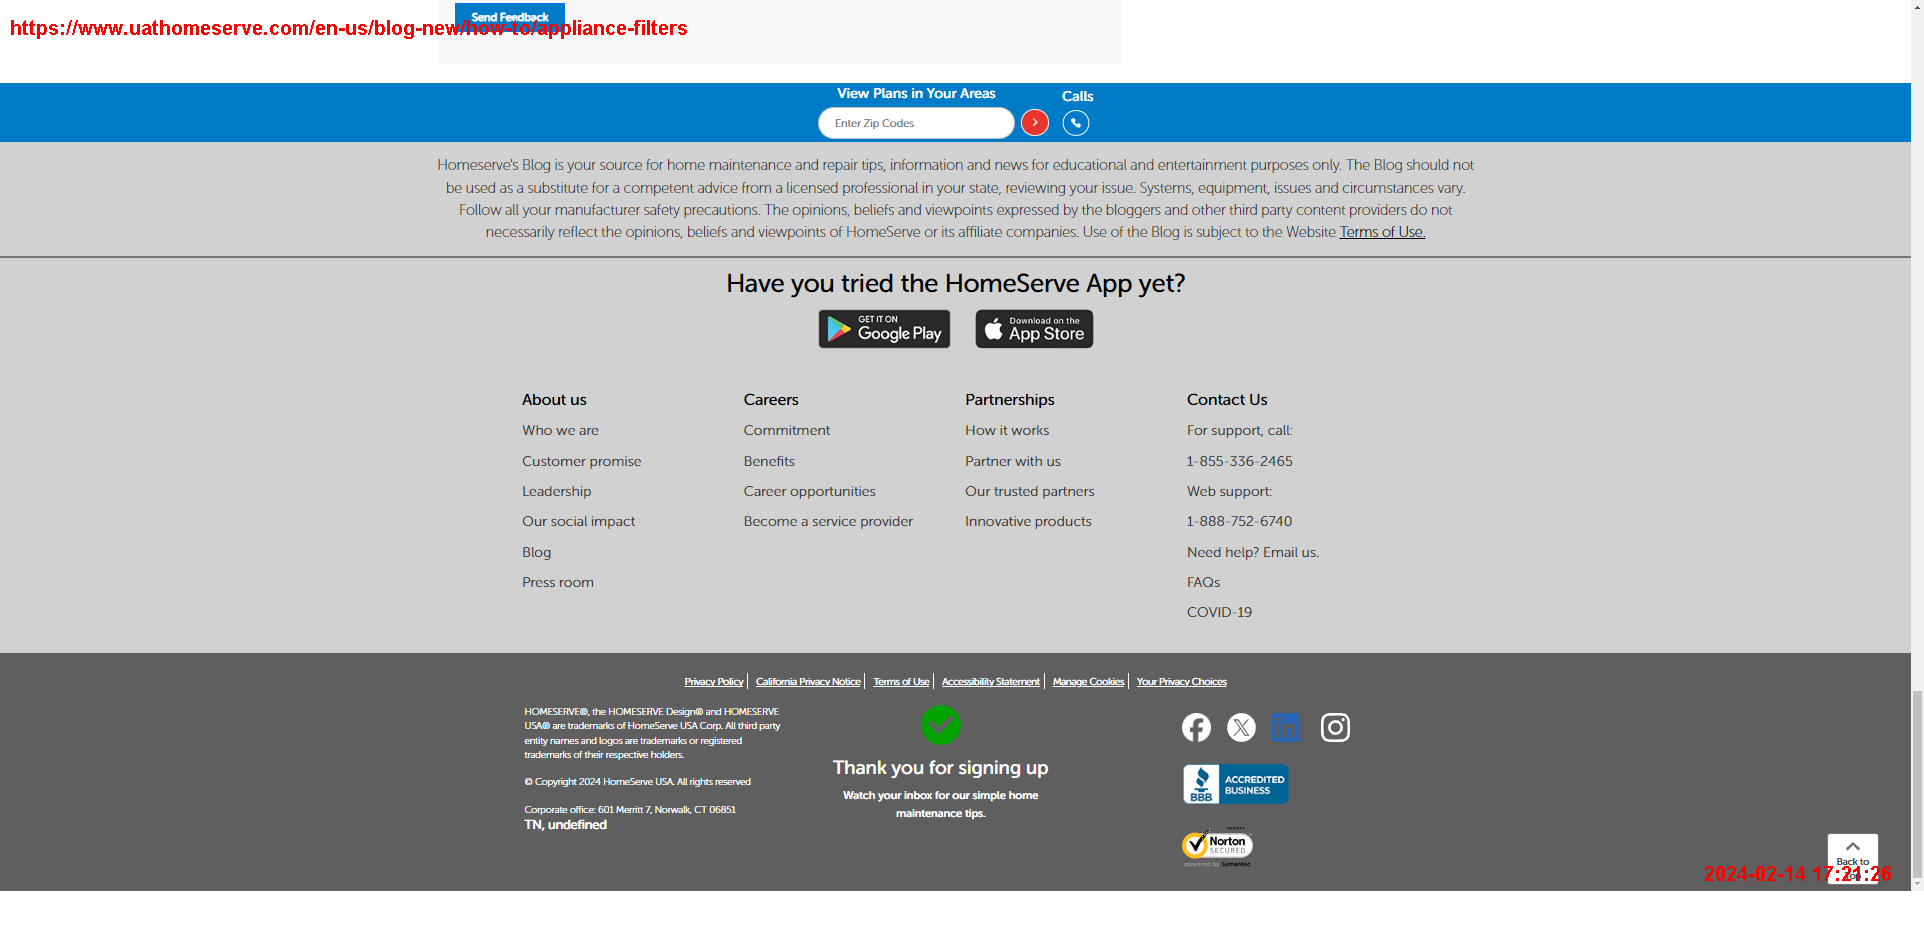 Send Feedback
https://www.uathomeserve.com/en-us/blog-new/how-to/appliance-filters
View Plans in Your Areas
Calls
Enter Zip Codes
Homeserve's Blog is your source for home maintenance and repair tips, information and news for educational and entertainment purposes only. The Blog should not
be used as a substitute for a competent advice from a licensed professional in your state, reviewing your issue. Systems, equipment, issues and circumstances vary.
Follow all your manufacturer safety precautions. The opinions, beliefs and viewpoints expressed by the bloggers and other third party content providers do not
necessarily reflect the opinions, beliefs and viewpoints of HomeServe or its affiliate companies. Use of the Blog is subject to the Website Terms of Use.
Have you tried the HomeServe App yet?
GET IT ON
Google Play
Download on the
App Store
About us
Who we are
Customer promise
Leadership
Our social impact
Blog
Press room
Careers
Commitment
Benefits
Career opportunities
Become a service provider
Partnerships
How it works
Partner with us
Our trusted partners
Innovative products
Contact Us
For support, call:
1-855-336-2465
Web support:
1-888-752-6740
Need help? Email us.
FAQs
COVID-19
Privacy Policy California Privacy Notice Terms of Use Accessibility Statement Manage Cookies Your Privacy Choices
HOMESERVE®, the HOMESERVE Design® and HOMESERVE
USA® are trademarks of HomeServe USA Corp. All third party
entity names and logos are trademarks or registered
trademarks of their respective holders.
© Copyright 2024 HomeServe USA. All rights reserved
Corporate office: 601 Merritt 7, Norwalk, CT 06851
TN, undefined
Thank you for signing up
Watch your inbox for our simple home
maintenance tips.
BBB
ACCREDITED
BUSINESS
Norton
SECURED
powered by Symantec
Back to
Top
2024-02-14 17:21:26